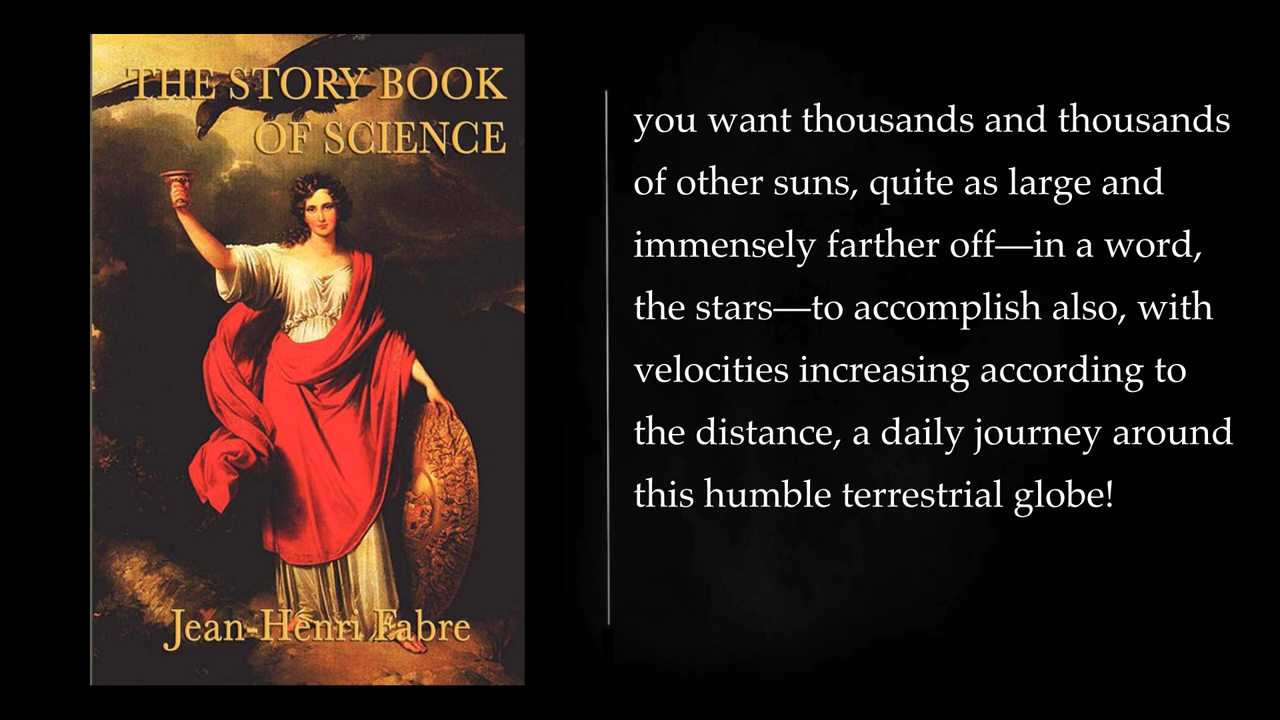 THE STORY BOOK
OF SCIENCE
Jean-Henri Fabre
you want thousands and thousands
of other suns, quite as large and
immensely farther off—in a word,
the stars—to accomplish also, with
velocities increasing according to
the distance, a daily journey around
this humble terrestrial globe!